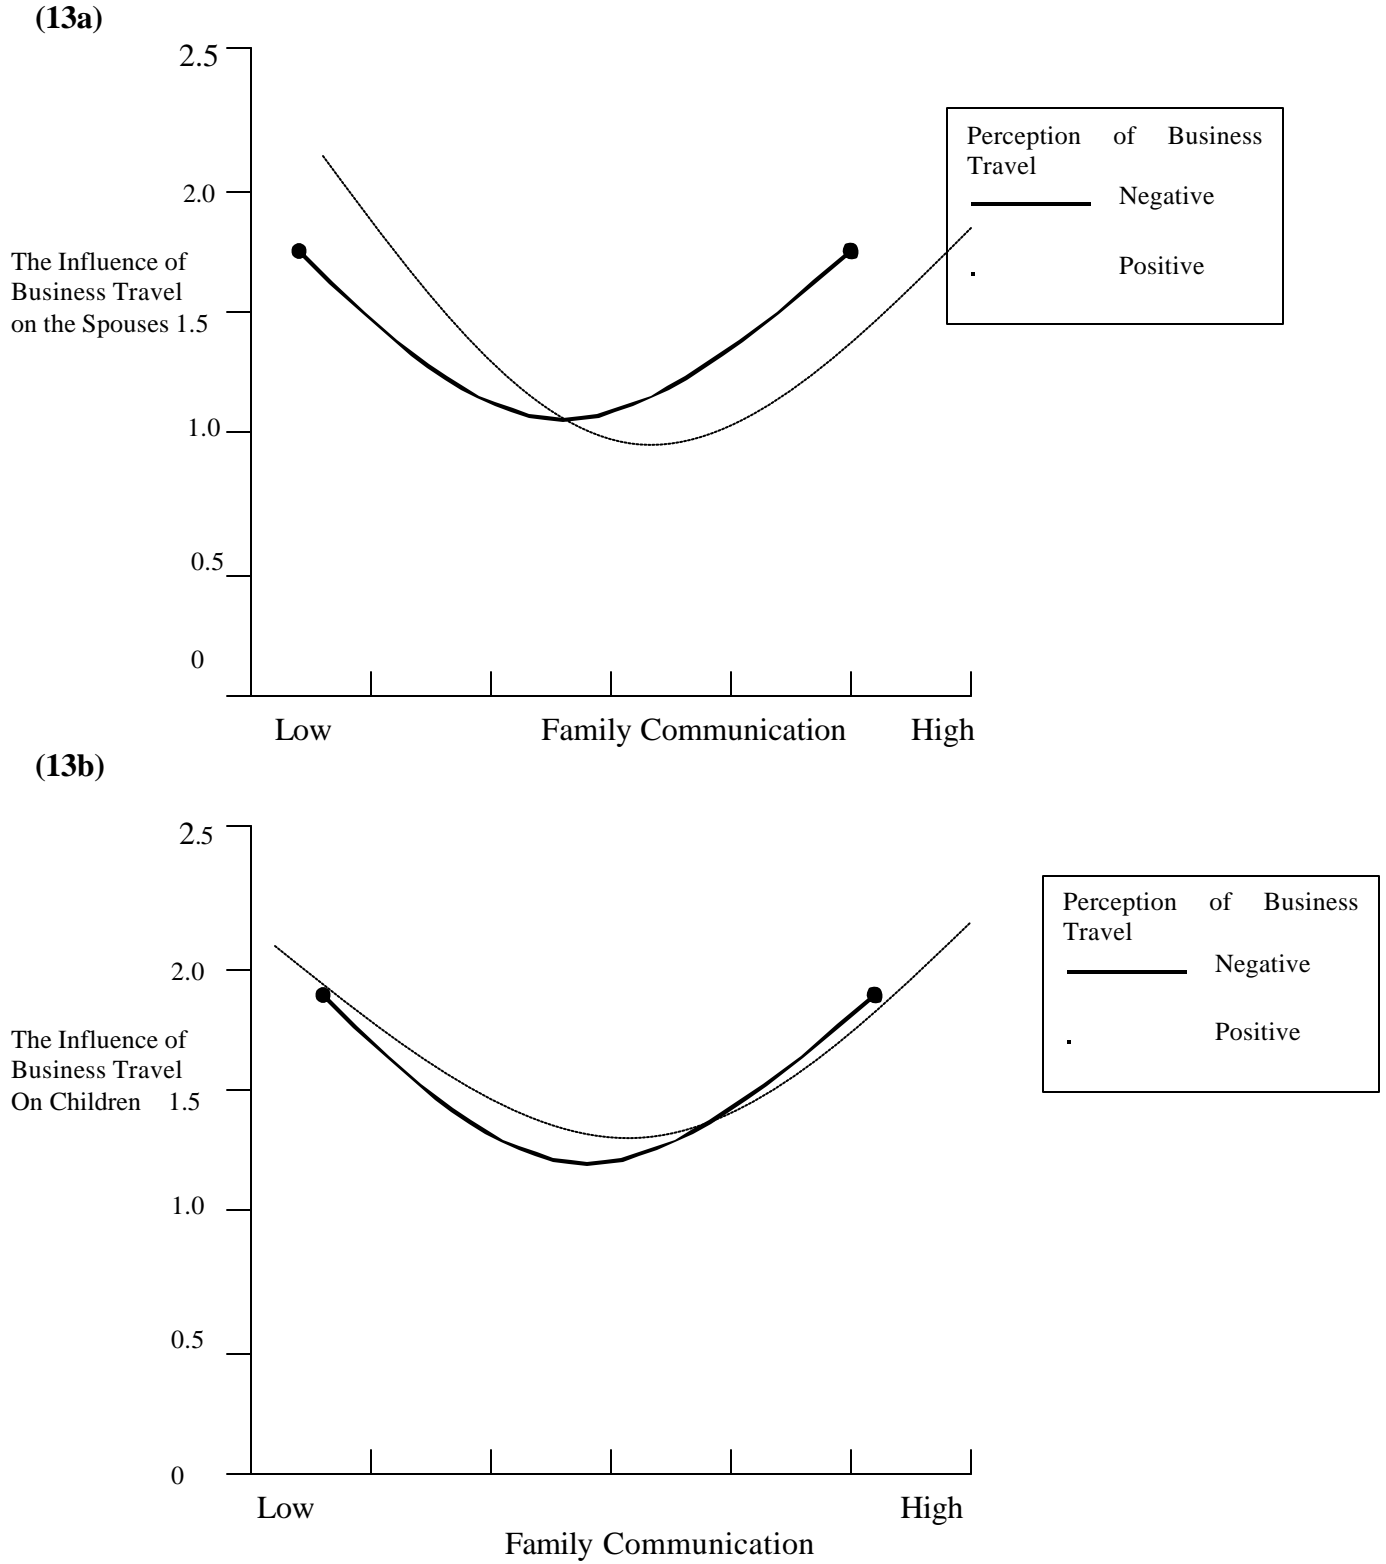 (13a)
2.5
Perception of Business
Travel
2.0
Negative
The Influence of
Business Travel
on the Spouses 1.5
Positive
1.0
0.5
0
Low Family Communication High
(13b)
2.5
Perception of Business
Travel
2.0
Negative
The Influence of
Business Travel
On Children 1.5
Positive
1.0
0.5
0
Low High
Family Communication